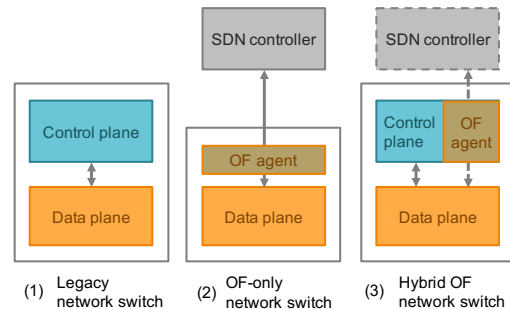 SDN controller
SDN controller
Control plane
Data plane
OF agent
Data plane
Control
plane
OF
agent
Data plane
(1) Legacy
network switch
(2) OF-only
network switch
(3) Hybrid OF
network switch